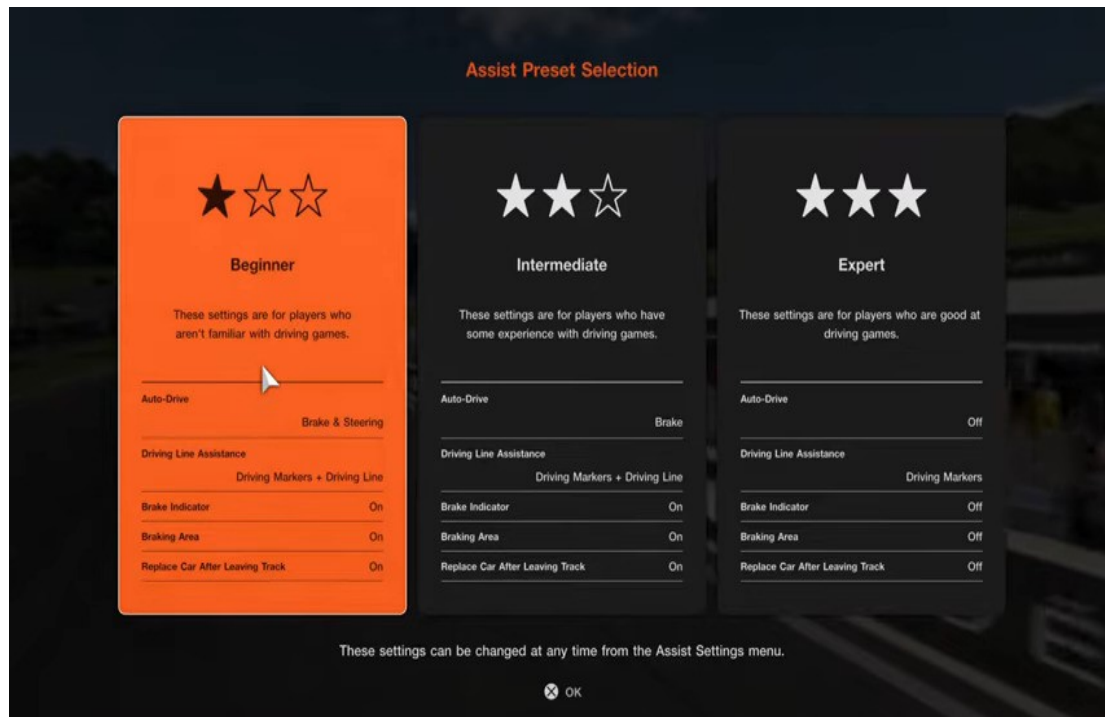 Assist Preset Selection
Beginner
These settings are for players who
aren't familiar with driving games.
Auto-Drive
Brake & Steering
Driving Line Assistance
Driving Markers + Driving Line
Brake Indicator On
Braking Area On
Replace Car After Leaving Track On
Intermediate
These settings are for players who have
some experience with driving games.
Auto-Drive
Brake
Driving Line Assistance
Driving Markers + Driving Line
Brake Indicator On
Braking Area On
Replace Car After Leaving Track On
Expert
These settings are for players who are good at
driving games.
Auto-Drive
Off
Driving Line Assistance
Driving Markers
Brake Indicator Off
Braking Area Off
Replace Car After Leaving Track Off
These settings can be changed at any time from the Assist Settings menu.
OK